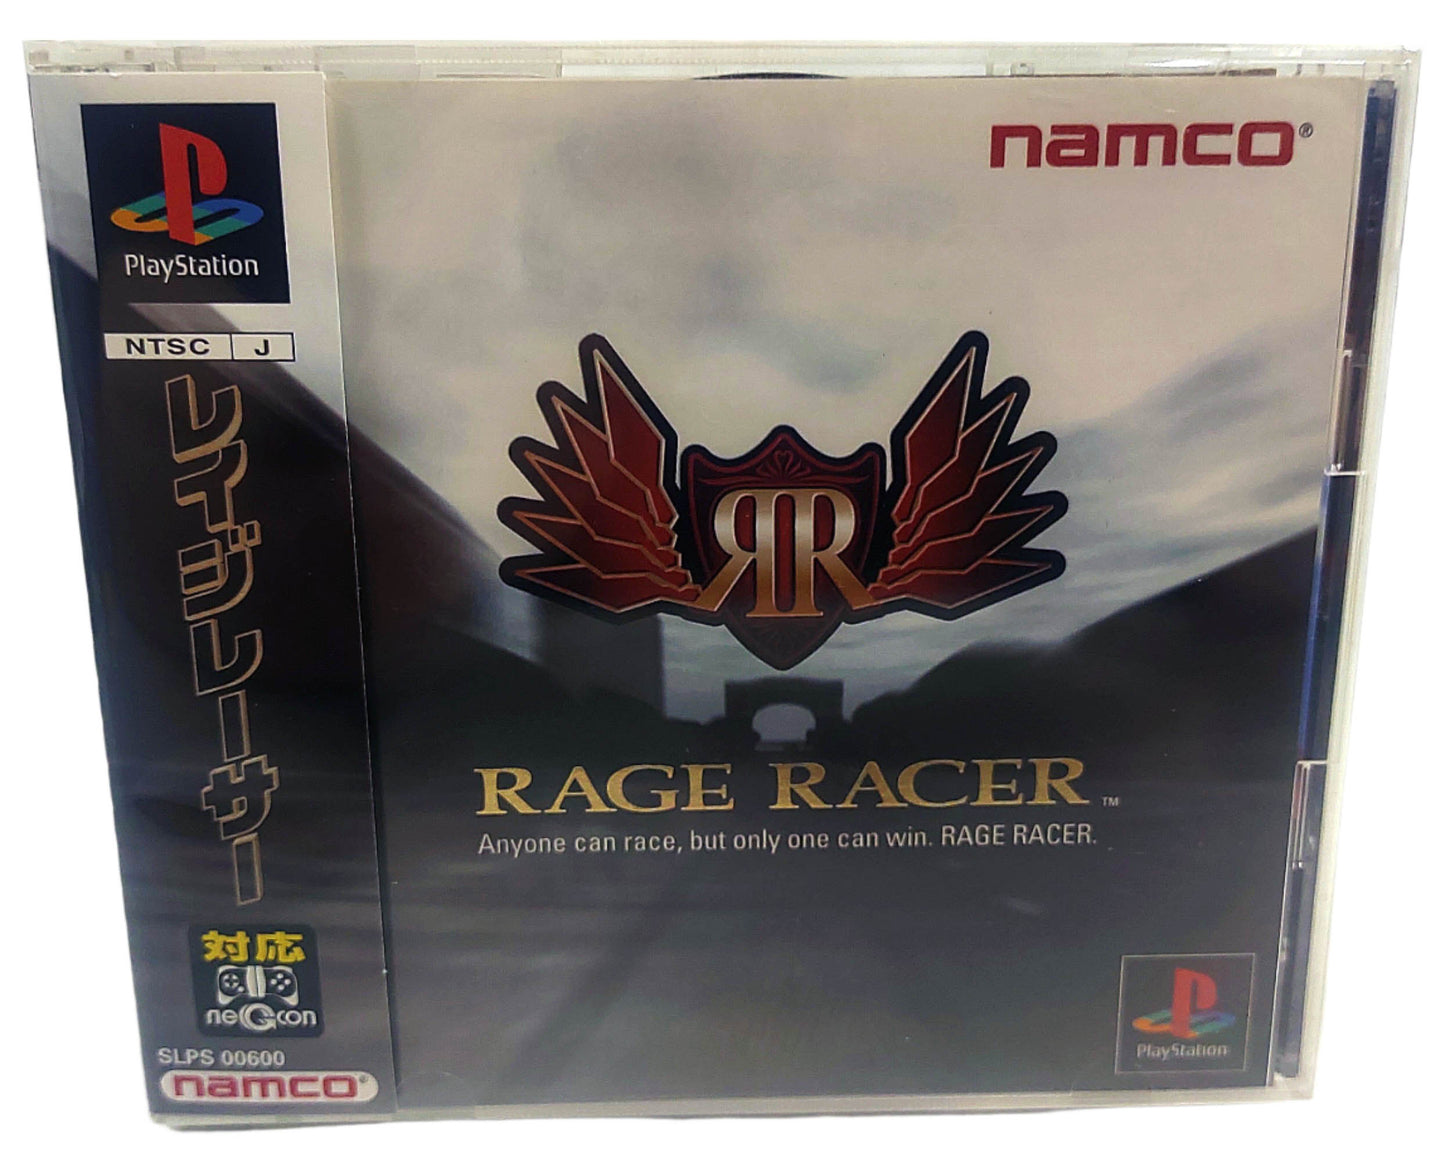 PlayStation
NTSC J
レイジレーサー
対応
neGcon
SLPS 00600
namco®
namco®
RR
RAGE RACER™
Anyone can race, but only one can win. RAGE RACER.
PlayStation